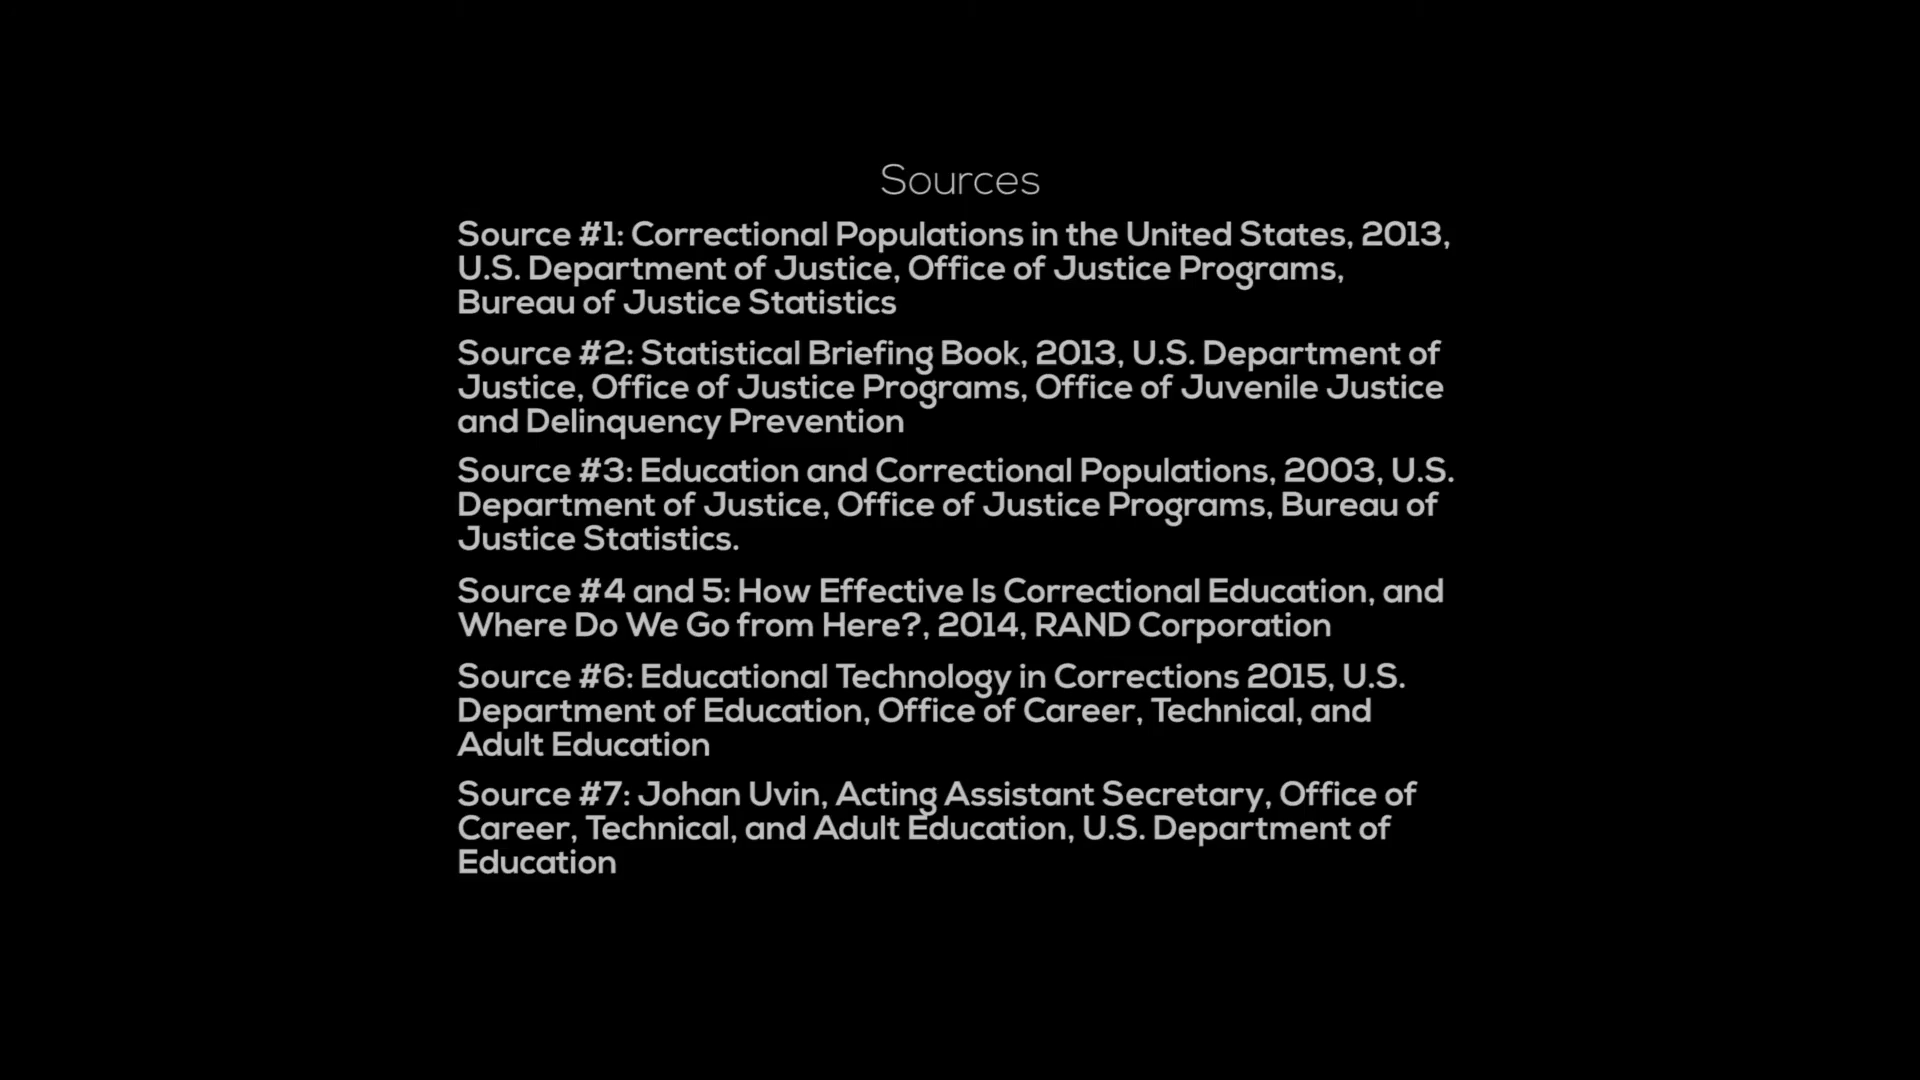 Sources
Source #1: Correctional Populations in the United States, 2013,
U.S. Department of Justice, Office of Justice Programs,
Bureau of Justice Statistics
Source #2: Statistical Briefing Book, 2013, U.S. Department of
Justice, Office of Justice Programs, Office of Juvenile Justice
and Delinquency Prevention
Source #3: Education and Correctional Populations, 2003, U.S.
Department of Justice, Office of Justice Programs, Bureau of
Justice Statistics.
Source #4 and 5: How Effective Is Correctional Education, and
Where Do We Go from Here?, 2014, RAND Corporation
Source #6: Educational Technology in Corrections 2015, U.S.
Department of Education, Office of Career, Technical, and
Adult Education
Source #7: Johan Uvin, Acting Assistant Secretary, Office of
Career, Technical, and Adult Education, U.S. Department of
Education